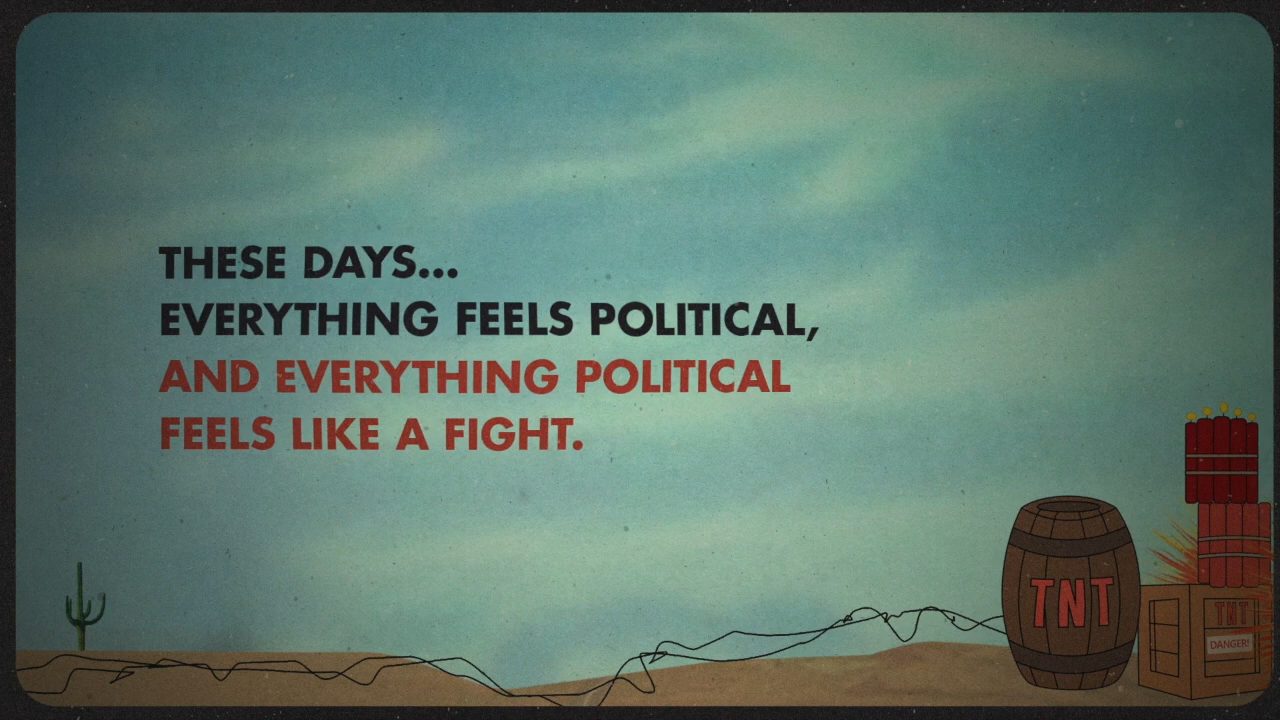 THESE DAYS...
EVERYTHING FEELS POLITICAL,
AND EVERYTHING POLITICAL
FEELS LIKE A FIGHT.
TNT
TNT
DANGER!